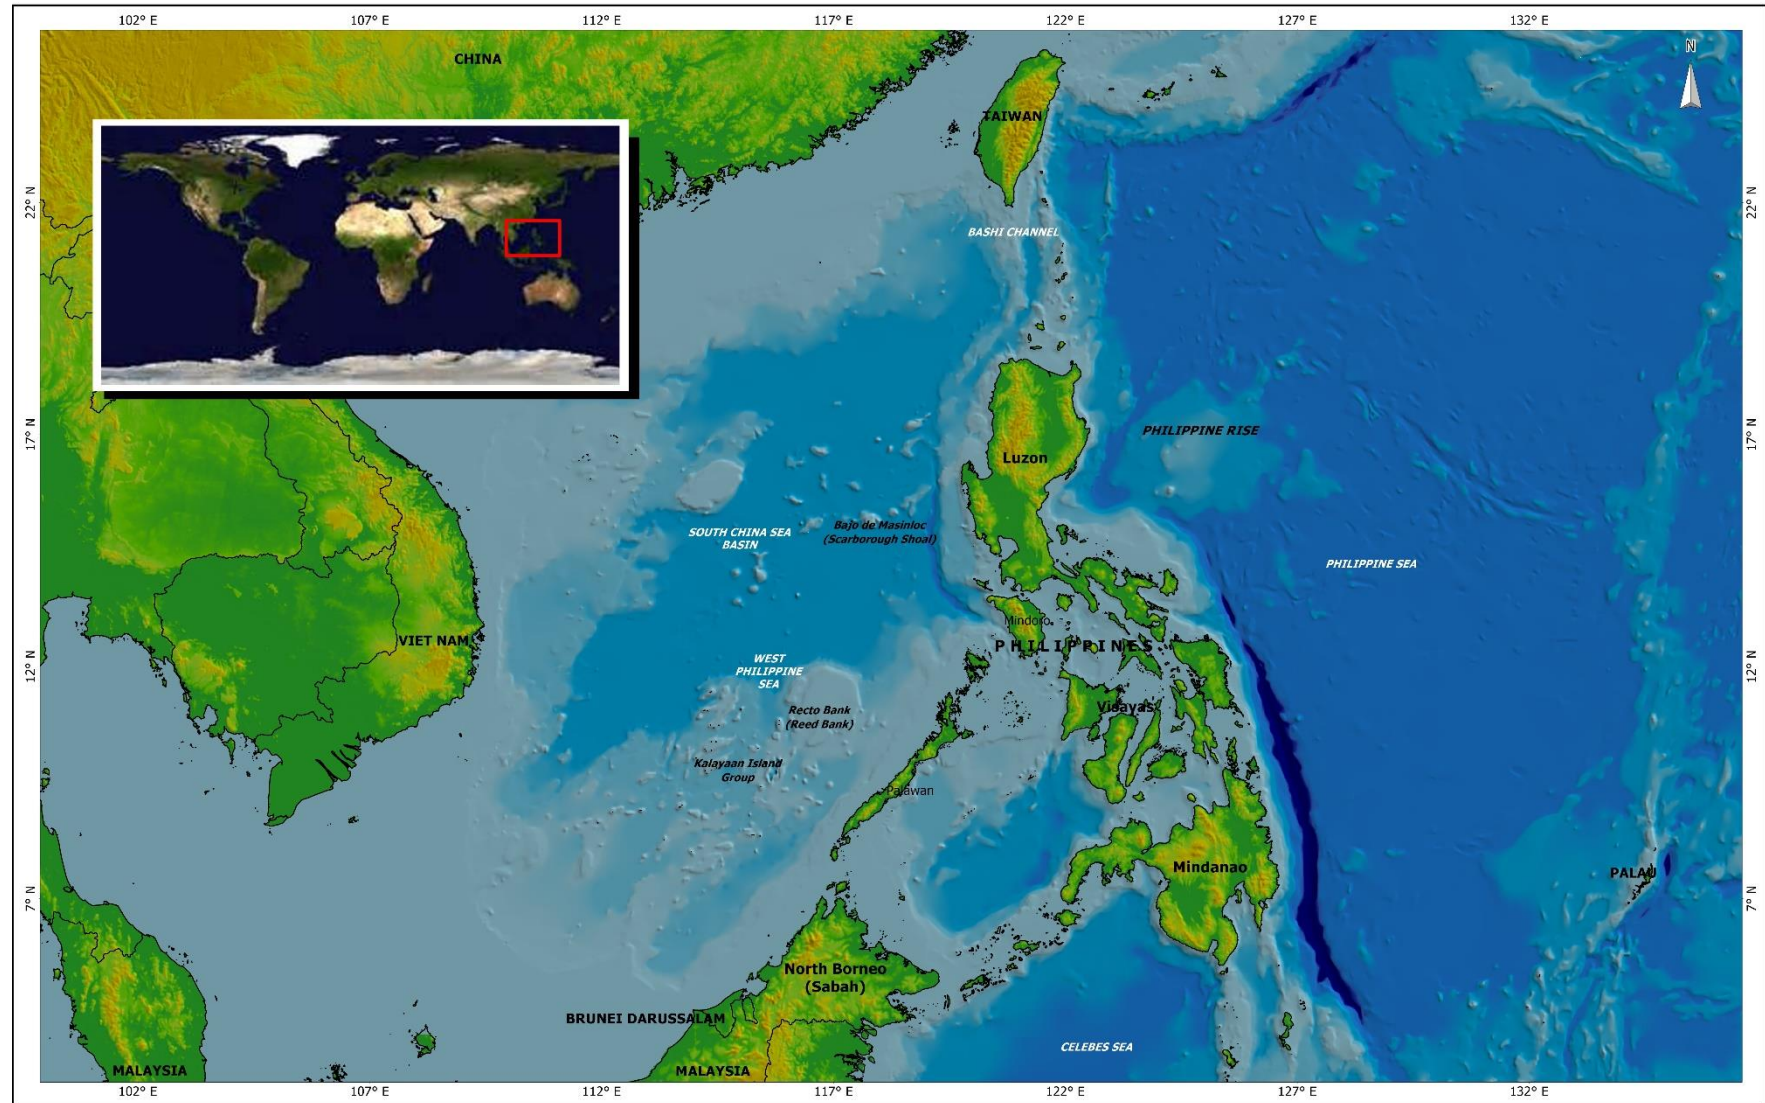 102° E 107° E 112° E 117° E 122° E 127° E 132° E
N
CHINA
TAIWAN
22° N 22° N
BASHI CHANNEL
PHILIPPINE RISE
17° N 17° N
Luzon
Bajo de Masinloc
(Scarborough Shoal)
SOUTH CHINA SEA
BASIN
PHILIPPINE SEA
Mindoro
VIET NAM
PHILIPPINES
WEST
PHILIPPINE
SEA
12° N 12° N
Recto Bank
(Reed Bank)
Visayas
Kalayaan Island
Group
Palawan
Mindanao
PALAU
7° N 7° N
North Borneo
(Sabah)
BRUNEI DARUSSALAM
CELEBES SEA
MALAYSIA
MALAYSIA
102° E 107° E 112° E 117° E 122° E 127° E 132° E